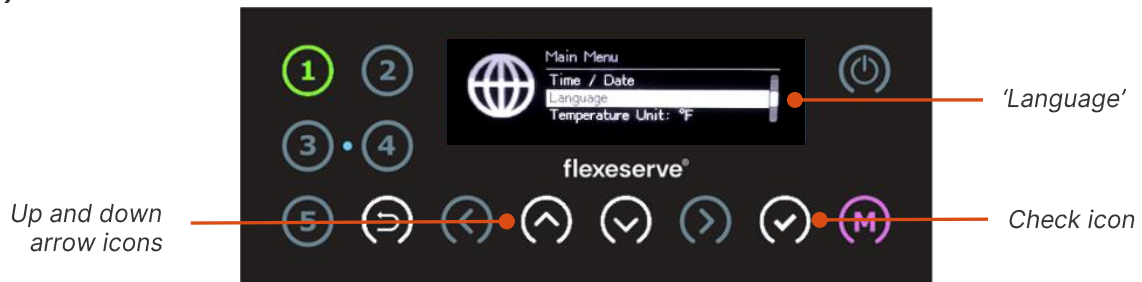 1
2
Main Menu
Time / Date
Language
Temperature Unit: °F
'Language'
3
4
flexeserve®
Up and down
arrow icons
5
M
Check icon